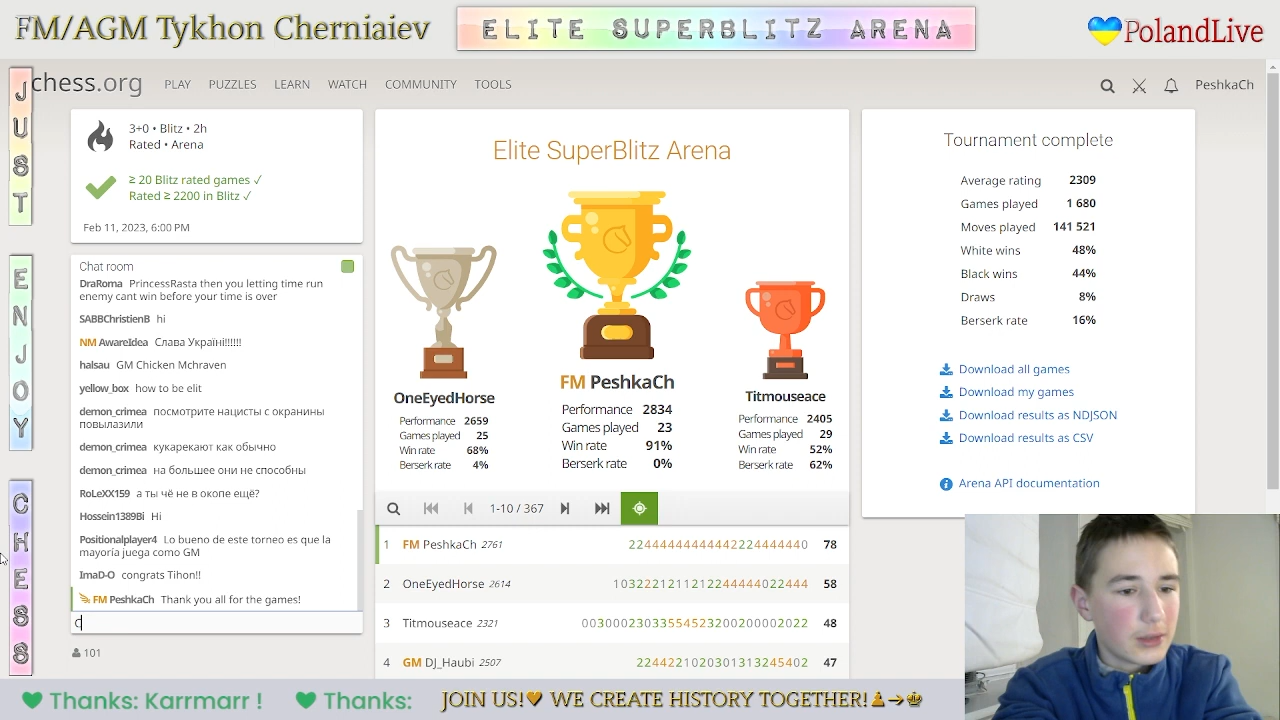 FM/AGM Tykhon Cherniaiev
ELITE SUPERBLITZ ARENA
PolandLive
JUST
ENJOY
CHESS
chess.org
PLAY PUZZLES LEARN WATCH COMMUNITY TOOLS
PeshkaCh
3+0 • Blitz • 2h
Rated • Arena
≥ 20 Blitz rated games ✓
Rated ≥ 2200 in Blitz ✓
Feb 11, 2023, 6:00 PM
Chat room
DraRoma PrincessRasta then you letting time run
enemy cant win before your time is over
SABBChristienB hi
NM AwareIdea Слава Україні!!!!!!
halsau GM Chicken Mchraven
yellow_box how to be elit
demon_crimea посмотрите нацисты с окранины
повылазили
demon_crimea кукарекают как обычно
demon_crimea на большее они не способны
RoLeXX159 а ты чё не в окопе ещё?
Hossein1389Bi Hi
Positionalplayer4 Lo bueno de este torneo es que la
mayoría juega como GM
ImaD-O congrats Tihon!!
FM PeshkaCh Thank you all for the games!
C
101
Elite SuperBlitz Arena
OneEyedHorse
Performance 2659
Games played 25
Win rate 68%
Berserk rate 4%
FM PeshkaCh
Performance 2834
Games played 23
Win rate 91%
Berserk rate 0%
Titmouseace
Performance 2405
Games played 29
Win rate 52%
Berserk rate 62%
1-10 / 367
1 FM PeshkaCh 2761 22444444444442224444440 78
2 OneEyedHorse 2614 1032221211212244444022444 58
3 Titmouseace 2321 00300023033554523200200002022 48
4 GM DJ_Haubi 2507 2244221020301313245402 47
Tournament complete
Average rating 2309
Games played 1 680
Moves played 141 521
White wins 48%
Black wins 44%
Draws 8%
Berserk rate 16%
Download all games
Download my games
Download results as NDJSON
Download results as CSV
Arena API documentation
Thanks: Karrmarr ! Thanks:
JOIN US!♥ WE CREATE HISTORY TOGETHER!♟→♚